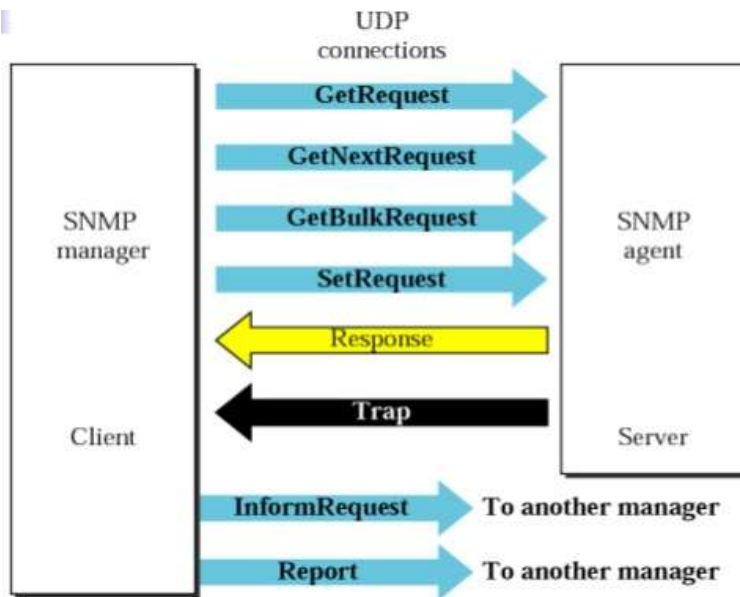 UDP
connections
GetRequest
GetNextRequest
GetBulkRequest
SNMP
manager
SNMP
agent
SetRequest
Response
Trap
Client
Server
InformRequest
To another manager
Report
To another manager